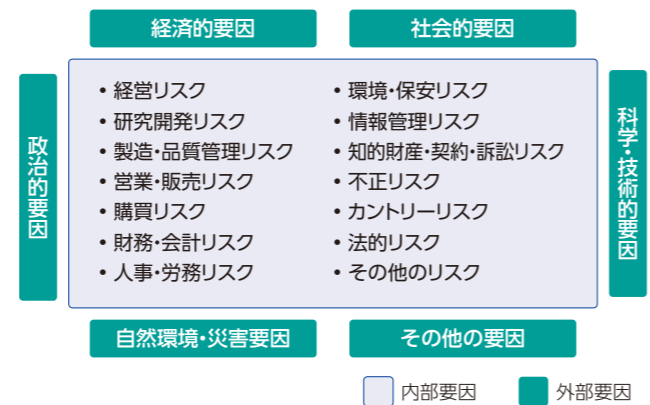 経済的要因
社会的要因
政治的要因
• 経営リスク
• 研究開発リスク
• 製造・品質管理リスク
• 営業・販売リスク
• 購買リスク
• 財務・会計リスク
• 人事・労務リスク
• 環境・保安リスク
• 情報管理リスク
• 知的財産・契約・訴訟リスク
• 不正リスク
• カントリーリスク
• 法的リスク
• その他のリスク
科学・技術的要因
自然環境・災害要因
その他の要因
内部要因
外部要因